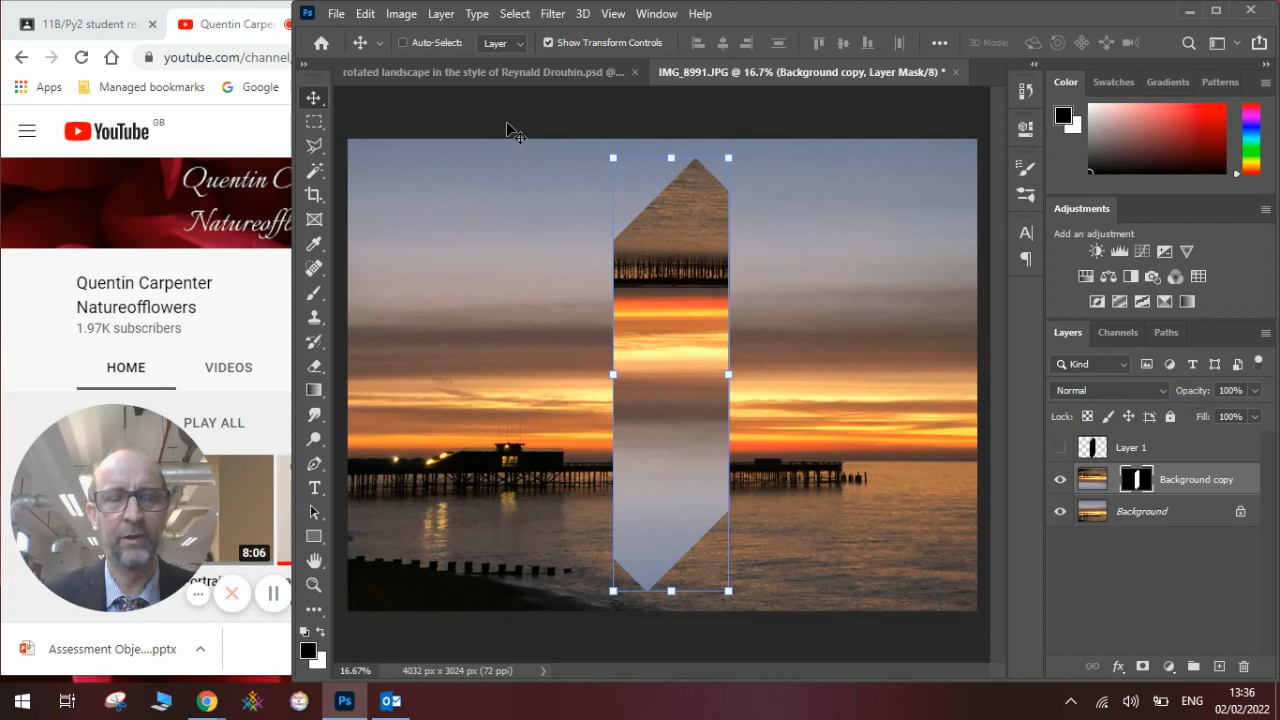 11B/Py2 student re
Quentin Carpe
youtube.com/channel,
Apps
Managed bookmarks
Google
YouTube GB
Quentin C
Natureoffl
Quentin Carpenter
Natureofflowers
1.97K subscribers
HOME
VIDEOS
PLAY ALL
8:06
Assessment Obje....pptx
Ps
File
Edit
Image
Layer
Type
Select
Filter
3D
View
Window
Help
Auto-Select:
Layer
Show Transform Controls
3D Mode:
rotated landscape in the style of Reynald Drouhin.psd @...
IMG_8991.JPG @ 16.7% (Background copy, Layer Mask/8) *
16.67%
4032 px x 3024 px (72 ppi)
Color
Swatches
Gradients
Patterns
Adjustments
Add an adjustment
Layers
Channels
Paths
Kind
Normal
Opacity: 100%
Lock:
Fill: 100%
Layer 1
Background copy
Background
fx
Ps
ENG
13:36
02/02/2022